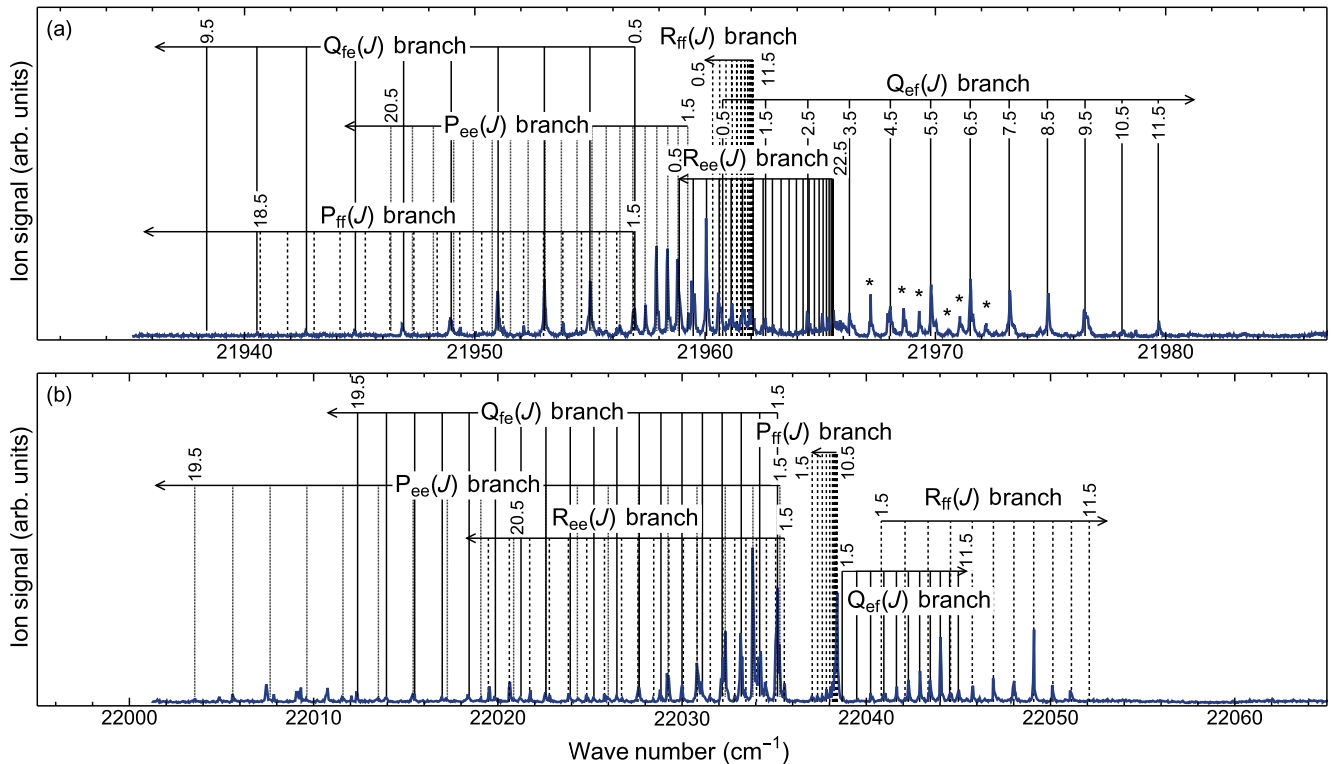 (a)
9.5
Q_fe(J) branch
0.5
R_ff(J) branch
0.5
11.5
Q_ef(J) branch
20.5
P_ee(J) branch
1.5
0.5
1.5
2.5
3.5
4.5
5.5
6.5
7.5
8.5
9.5
10.5
11.5
0.5
R_ee(J) branch
22.5
18.5
P_ff(J) branch
1.5
* * * * * * *
Ion signal (arb. units)
21940
21950
21960
21970
21980
(b)
19.5
Q_fe(J) branch
1.5
P_ff(J) branch
1.5
10.5
19.5
P_ee(J) branch
1.5
20.5
R_ee(J) branch
1.5
1.5
R_ff(J) branch
11.5
1.5
Q_ef(J) branch
11.5
Ion signal (arb. units)
22000
22010
22020
22030
22040
22050
22060
Wave number (cm⁻¹)